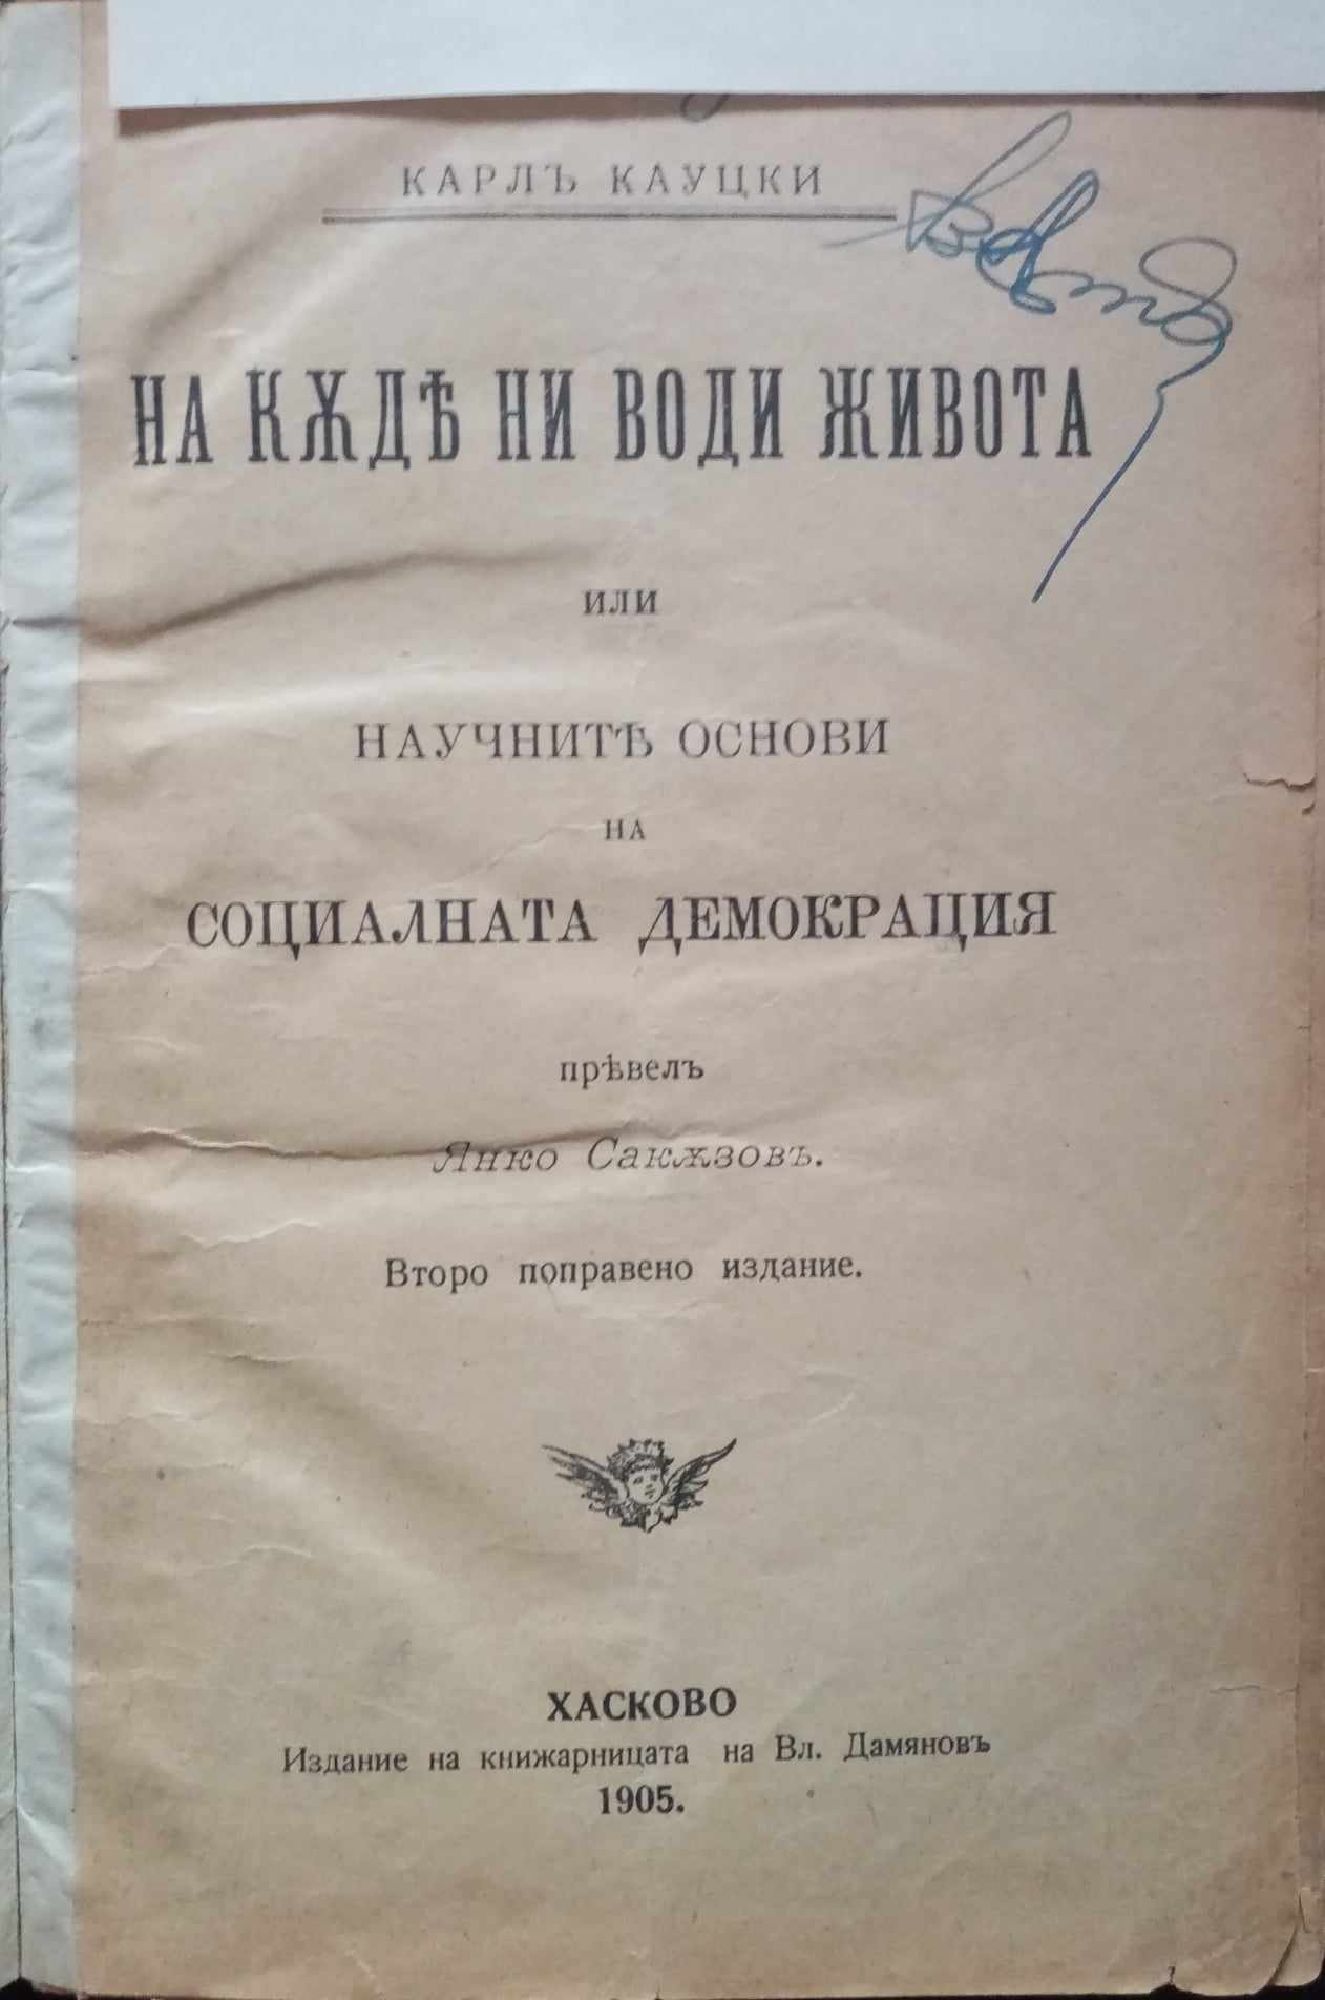 КАРЛЪ КАУЦКИ
НА КѪДѢ НИ ВОДИ ЖИВОТА
ИЛИ
НАУЧНИТѢ ОСНОВИ
НА
СОЦИАЛНАТА ДЕМОКРАЦИЯ
прѣвелъ
Янко Сакѫзовъ.
Второ поправено издание.
ХАСКОВО
Издание на книжарницата на Вл. Дамяновъ
1905.